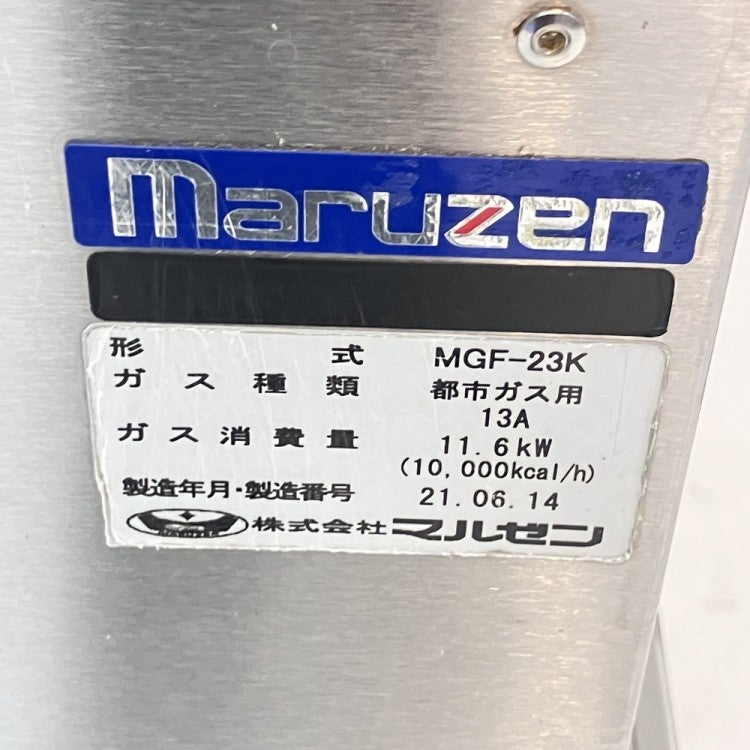 maruzen
形式 MGF-23K
ガス種類 都市ガス用
13A
ガス消費量 11.6kW
(10,000kcal/h)
製造年月・製造番号 21.06.14
株式会社マルゼン